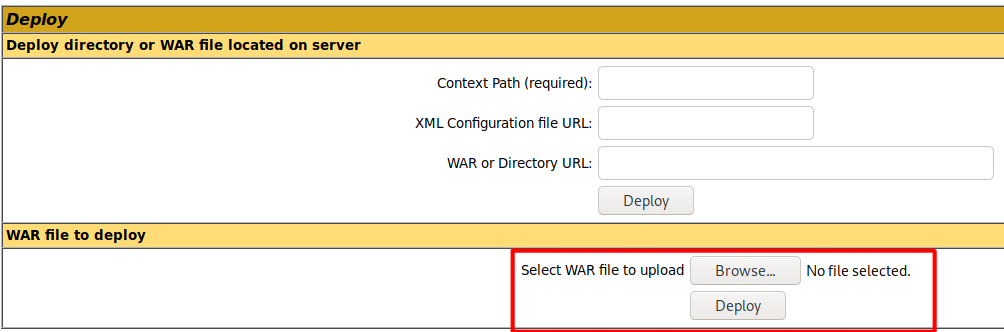 Deploy
Deploy directory or WAR file located on server
Context Path (required):
XML Configuration file URL:
WAR or Directory URL:
Deploy
WAR file to deploy
Select WAR file to upload Browse... No file selected.
Deploy